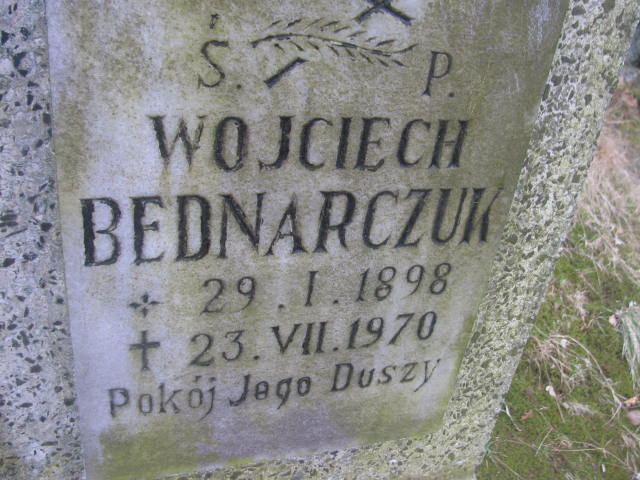 Ś. P.
WOJCIECH
BEDNARCZUK
29.I.1898
23.VII.1970
Pokój Jego Duszy